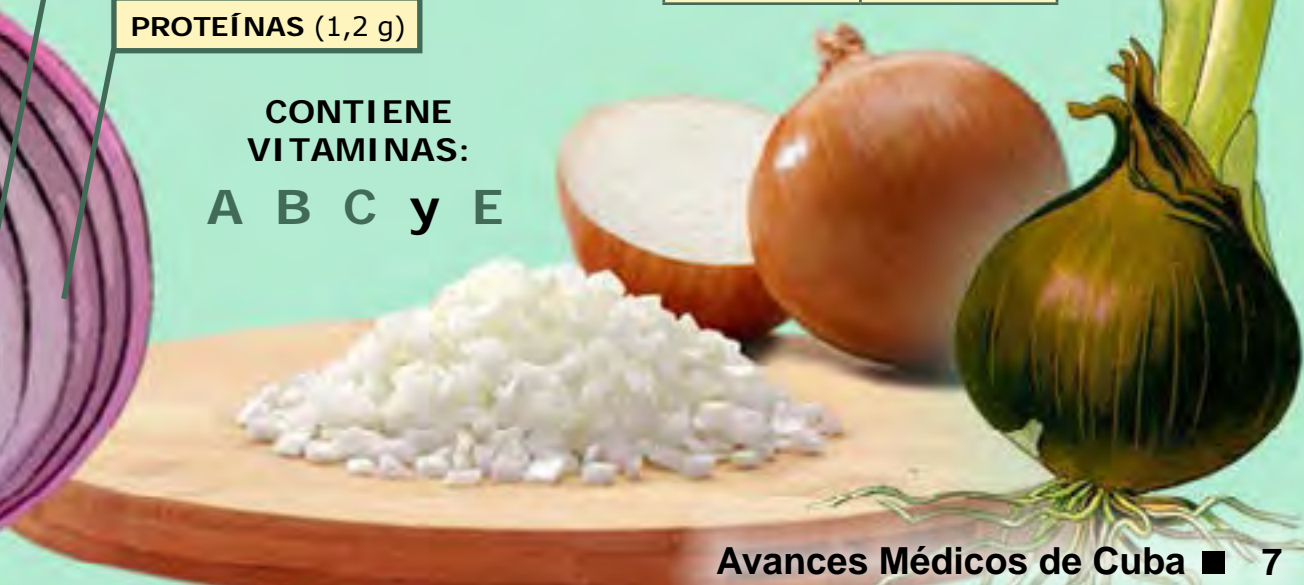 PROTEÍNAS (1,2 g)
CONTIENE
VITAMINAS:
A B C y E
Avances Médicos de Cuba ■ 7